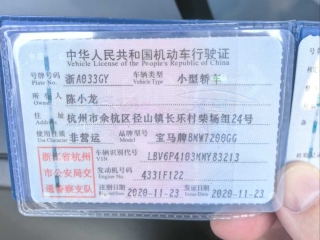 中华人民共和国机动车行驶证
Vehicle License of the People's Republic of China
号牌号码 浙A033GY 车辆类型 小型轿车
Plate No. Vehicle Type
所有人 陈小龙
Owner
住址 杭州市余杭区径山镇长乐村柴场组24号
Address
使用性质 非营运 品牌型号 宝马牌BMW7200GG
Use Character Model
浙江省杭州市公安局交通警察支队
车辆识别代号 LBV6P4103MMY83213
VIN
发动机号码 4331F122
Engine No.
注册日期 2020-11-23 发证日期 2020-11-23